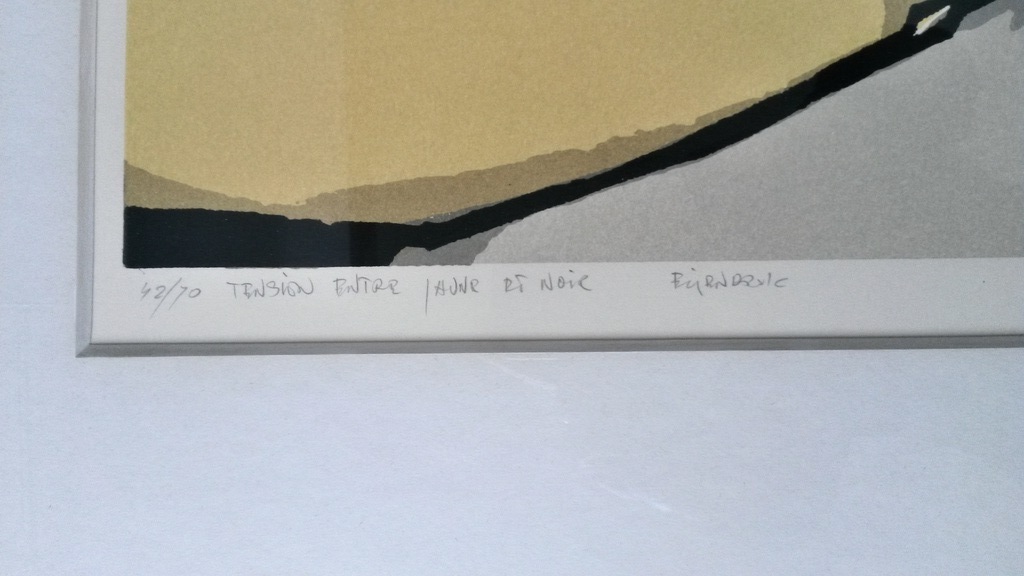 42/70 TENSION ENTRE JAUNE ET NOIR